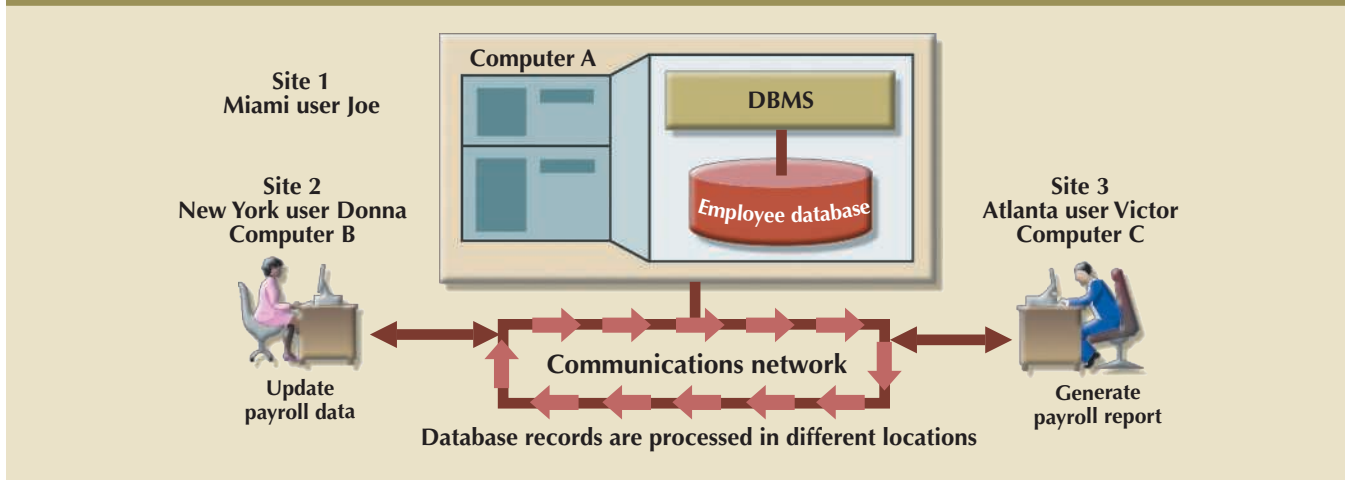 Site 1
Miami user Joe
Computer A
DBMS
Employee database
Site 2
New York user Donna
Computer B
Update
payroll data
Site 3
Atlanta user Victor
Computer C
Generate
payroll report
Communications network
Database records are processed in different locations